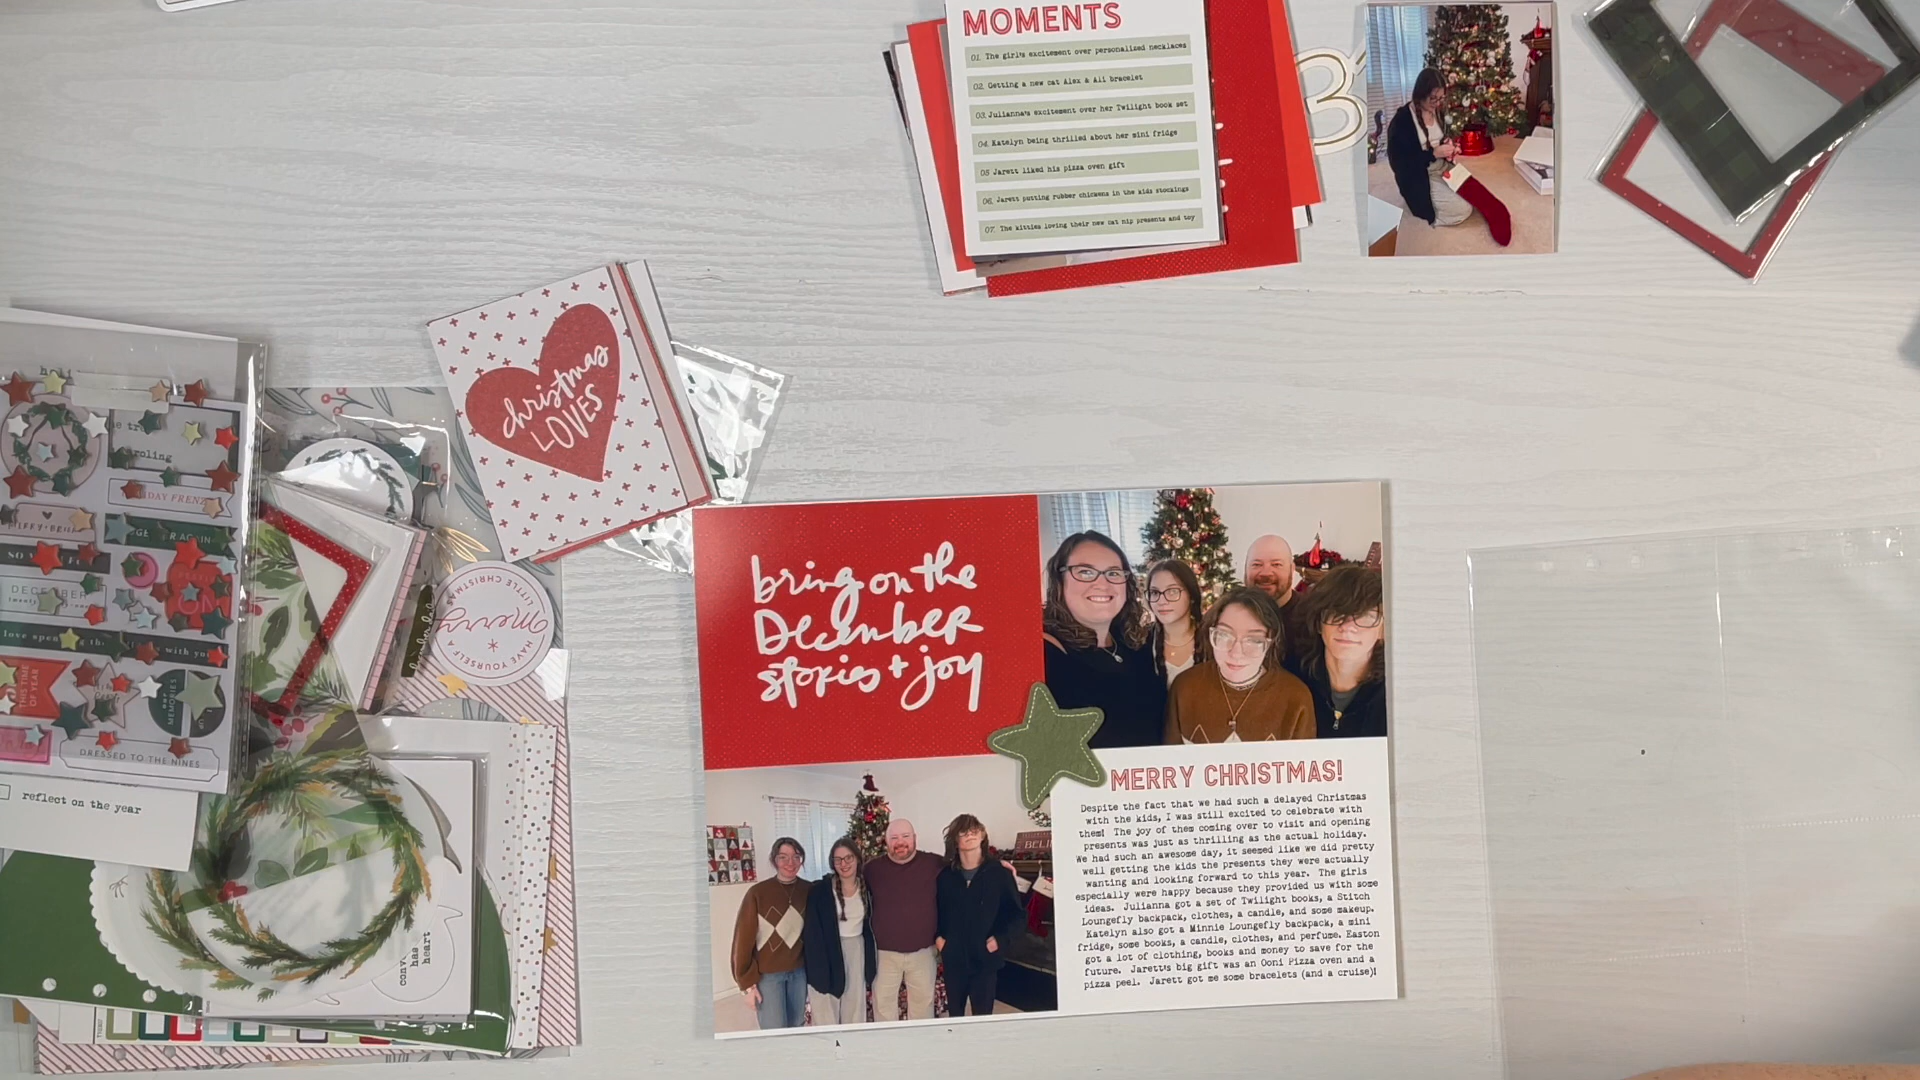 MOMENTS
01. The girl's excitement over personalized necklaces
02. Getting a new cat Alex & Ali bracelet
03. Julianna's excitement over her Twilight book set
04. Katelyn being thrilled about her mini fridge
05 Jarett liked his pizza oven gift
06. Jarett putting rubber chickens in the kids stockings
07. The kitties loving their new cat nip presents and toy
3
christmas
LOVES
bring on the
December
stories + joy
MERRY CHRISTMAS!
Despite the fact that we had such a delayed Christmas
with the kids, I was still excited to celebrate with
them! The joy of them coming over to visit and opening
presents was just as thrilling as the actual holiday.
We had such an awesome day, it seemed like we did pretty
well getting the kids the presents they were actually
wanting and looking forward to this year. The girls
especially were happy because they provided us with some
ideas. Julianna got a set of Twilight books, a Stitch
Loungefly backpack, clothes, a candle, and some makeup.
Katelyn also got a Minnie Loungefly backpack, a mini
fridge, some books, a candle, clothes, and perfume. Easton
got a lot of clothing, books and money to save for the
future. Jaretts big gift was an Ooni Pizza oven and a
pizza peel. Jarett got me some bracelets (and a cruise)!
HAVE YOURSELF A
merry
LITTLE CHRISTMAS
THIS TIME
OF YEAR
MEMORIES
DRESSED TO THE NINES
reflect on the year
has
heart